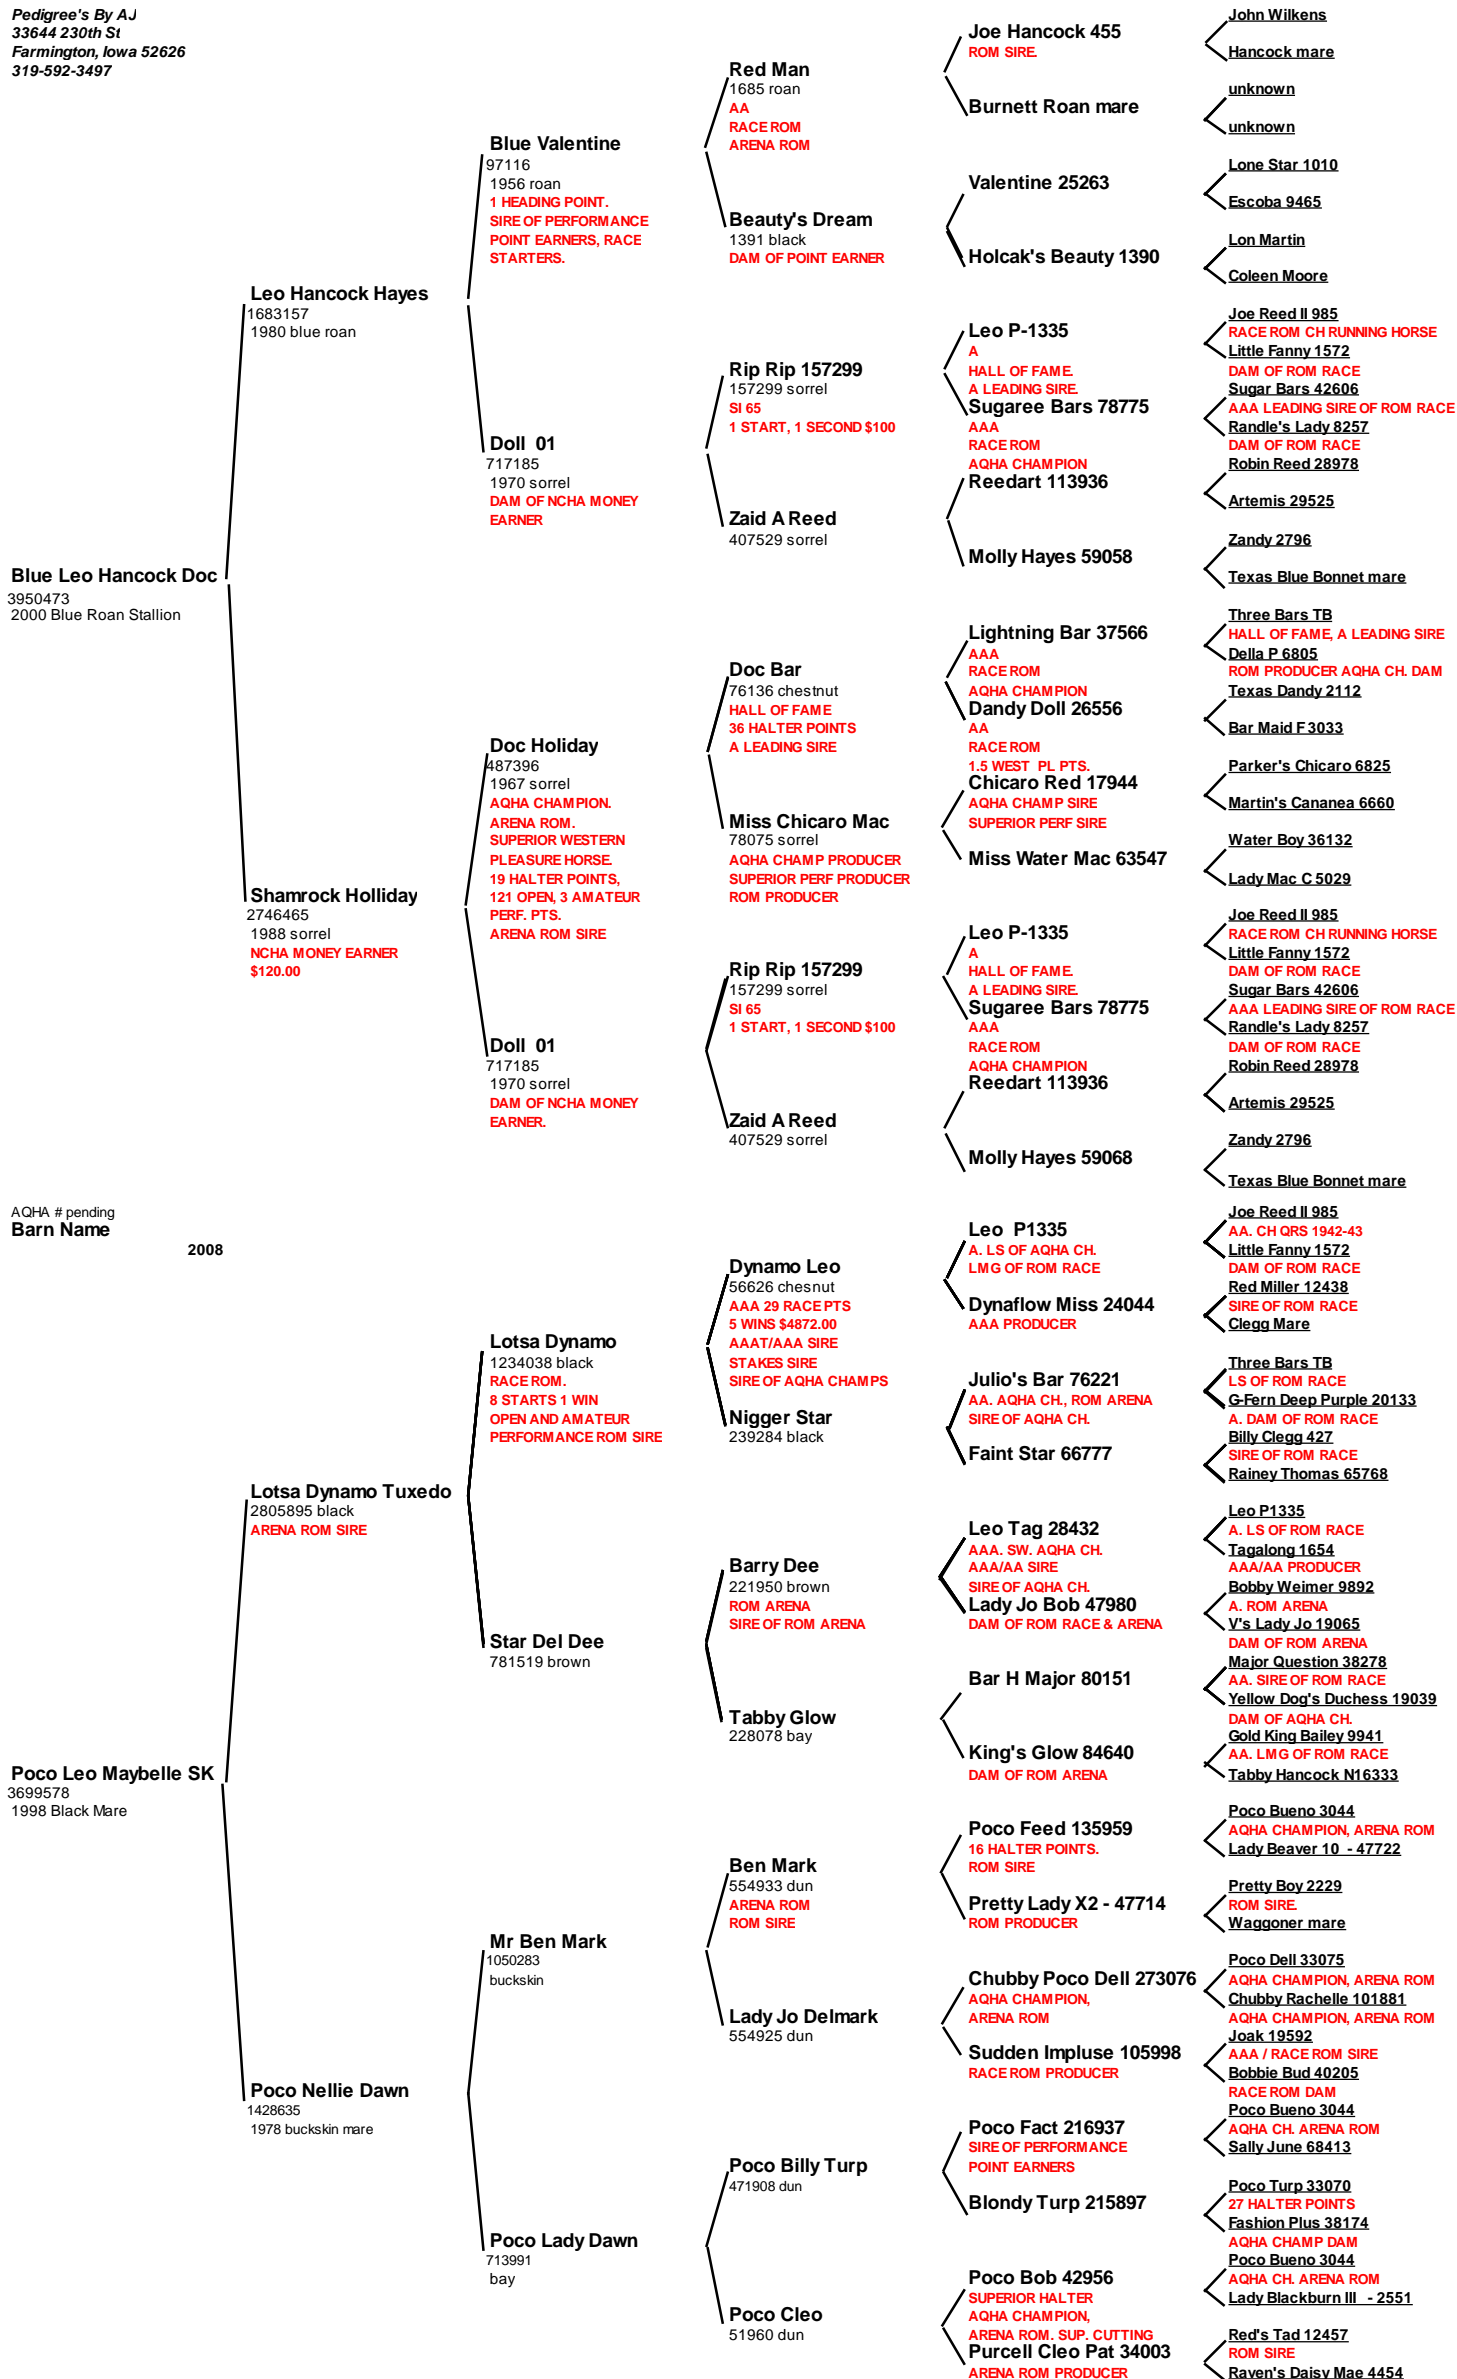 Pedigree's By AJ
33644 230th St
Farmington, Iowa 52626
319-592-3497
Blue Leo Hancock Doc
3950473
2000 Blue Roan Stallion
AQHA # pending
Barn Name
2008
Poco Leo Maybelle SK
3699578
1998 Black Mare
Leo Hancock Hayes
1683157
1980 blue roan
Shamrock Holliday
2746465
1988 sorrel
NCHA MONEY EARNER
$120.00
Lotsa Dynamo Tuxedo
2805895 black
ARENA ROM SIRE
Poco Nellie Dawn
1428635
1978 buckskin mare
Blue Valentine
97116
1956 roan
1 HEADING POINT.
SIRE OF PERFORMANCE
POINT EARNERS, RACE
STARTERS.
Doll  01
717185
1970 sorrel
DAM OF NCHA MONEY
EARNER
Doc Holiday
487396
1967 sorrel
AQHA CHAMPION.
ARENA ROM.
SUPERIOR WESTERN
PLEASURE HORSE.
19 HALTER POINTS,
121 OPEN, 3 AMATEUR
PERF. PTS.
ARENA ROM SIRE
Doll  01
717185
1970 sorrel
DAM OF NCHA MONEY
EARNER.
Lotsa Dynamo
1234038 black
RACE ROM.
8 STARTS 1 WIN
OPEN AND AMATEUR
PERFORMANCE ROM SIRE
Star Del Dee
781519 brown
Mr Ben Mark
1050283
buckskin
Poco Lady Dawn
713991
bay
Red Man
1685 roan
AA
RACE ROM
ARENA ROM
Beauty's Dream
1391 black
DAM OF POINT EARNER
Rip Rip 157299
157299 sorrel
SI 65
1 START, 1 SECOND $100
Zaid A Reed
407529 sorrel
Doc Bar
76136 chestnut
HALL OF FAME
36 HALTER POINTS
A LEADING SIRE
Miss Chicaro Mac
78075 sorrel
AQHA CHAMP PRODUCER
SUPERIOR PERF PRODUCER
ROM PRODUCER
Rip Rip 157299
157299 sorrel
SI 65
1 START, 1 SECOND $100
Zaid A Reed
407529 sorrel
Dynamo Leo
56626 chesnut
AAA 29 RACE PTS
5 WINS $4872.00
AAAT/AAA SIRE
STAKES SIRE
SIRE OF AQHA CHAMPS
Nigger Star
239284 black
Barry Dee
221950 brown
ROM ARENA
SIRE OF ROM ARENA
Tabby Glow
228078 bay
Ben Mark
554933 dun
ARENA ROM
ROM SIRE
Lady Jo Delmark
554925 dun
Poco Billy Turp
471908 dun
Poco Cleo
51960 dun
Joe Hancock 455
ROM SIRE.
Burnett Roan mare
Valentine 25263
Holcak's Beauty 1390
Leo P-1335
A
HALL OF FAME.
A LEADING SIRE.
Sugaree Bars 78775
AAA
RACE ROM
AQHA CHAMPION
Reedart 113936
Molly Hayes 59058
Lightning Bar 37566
AAA
RACE ROM
AQHA CHAMPION
Dandy Doll 26556
AA
RACE ROM
1.5 WEST  PL PTS.
Chicaro Red 17944
AQHA CHAMP SIRE
SUPERIOR PERF SIRE
Miss Water Mac 63547
Leo P-1335
A
HALL OF FAME.
A LEADING SIRE.
Sugaree Bars 78775
AAA
RACE ROM
AQHA CHAMPION
Reedart 113936
Molly Hayes 59068
Leo  P1335
A. LS OF AQHA CH.
LMG OF ROM RACE
Dynaflow Miss 24044
AAA PRODUCER
Julio's Bar 76221
AA. AQHA CH., ROM ARENA
SIRE OF AQHA CH.
Faint Star 66777
Leo Tag 28432
AAA. SW. AQHA CH.
AAA/AA SIRE
SIRE OF AQHA CH.
Lady Jo Bob 47980
DAM OF ROM RACE & ARENA
Bar H Major 80151
King's Glow 84640
DAM OF ROM ARENA
Poco Feed 135959
16 HALTER POINTS.
ROM SIRE
Pretty Lady X2 - 47714
ROM PRODUCER
Chubby Poco Dell 273076
AQHA CHAMPION,
ARENA ROM
Sudden Impluse 105998
RACE ROM PRODUCER
Poco Fact 216937
SIRE OF PERFORMANCE
POINT EARNERS
Blondy Turp 215897
Poco Bob 42956
SUPERIOR HALTER
AQHA CHAMPION,
ARENA ROM. SUP. CUTTING
Purcell Cleo Pat 34003
ARENA ROM PRODUCER
John Wilkens
Hancock mare
unknown
unknown
Lone Star 1010
Escoba 9465
Lon Martin
Coleen Moore
Joe Reed II 985
RACE ROM CH RUNNING HORSE
Little Fanny 1572
DAM OF ROM RACE
Sugar Bars 42606
AAA LEADING SIRE OF ROM RACE
Randle's Lady 8257
DAM OF ROM RACE
Robin Reed 28978
Artemis 29525
Zandy 2796
Texas Blue Bonnet mare
Three Bars TB
HALL OF FAME, A LEADING SIRE
Della P 6805
ROM PRODUCER AQHA CH. DAM
Texas Dandy 2112
Bar Maid F 3033
Parker's Chicaro 6825
Martin's Cananea 6660
Water Boy 36132
Lady Mac C 5029
Joe Reed II 985
RACE ROM CH RUNNING HORSE
Little Fanny 1572
DAM OF ROM RACE
Sugar Bars 42606
AAA LEADING SIRE OF ROM RACE
Randle's Lady 8257
DAM OF ROM RACE
Robin Reed 28978
Artemis 29525
Zandy 2796
Texas Blue Bonnet mare
Joe Reed II 985
AA. CH QRS 1942-43
Little Fanny 1572
DAM OF ROM RACE
Red Miller 12438
SIRE OF ROM RACE
Clegg Mare
Three Bars TB
LS OF ROM RACE
G-Fern Deep Purple 20133
A. DAM OF ROM RACE
Billy Clegg 427
SIRE OF ROM RACE
Rainey Thomas 65768
Leo P1335
A. LS OF ROM RACE
Tagalong 1654
AAA/AA PRODUCER
Bobby Weimer 9892
A. ROM ARENA
V's Lady Jo 19065
DAM OF ROM ARENA
Major Question 38278
AA. SIRE OF ROM RACE
Yellow Dog's Duchess 19039
DAM OF AQHA CH.
Gold King Bailey 9941
AA. LMG OF ROM RACE
Tabby Hancock N16333
Poco Bueno 3044
AQHA CHAMPION, ARENA ROM
Lady Beaver 10  - 47722
Pretty Boy 2229
ROM SIRE.
Waggoner mare
Poco Dell 33075
AQHA CHAMPION, ARENA ROM
Chubby Rachelle 101881
AQHA CHAMPION, ARENA ROM
Joak 19592
AAA / RACE ROM SIRE
Bobbie Bud 40205
RACE ROM DAM
Poco Bueno 3044
AQHA CH. ARENA ROM
Sally June 68413
Poco Turp 33070
27 HALTER POINTS
Fashion Plus 38174
AQHA CHAMP DAM
Poco Bueno 3044
AQHA CH. ARENA ROM
Lady Blackburn III  - 2551
Red's Tad 12457
ROM SIRE
Raven's Daisy Mae 4454